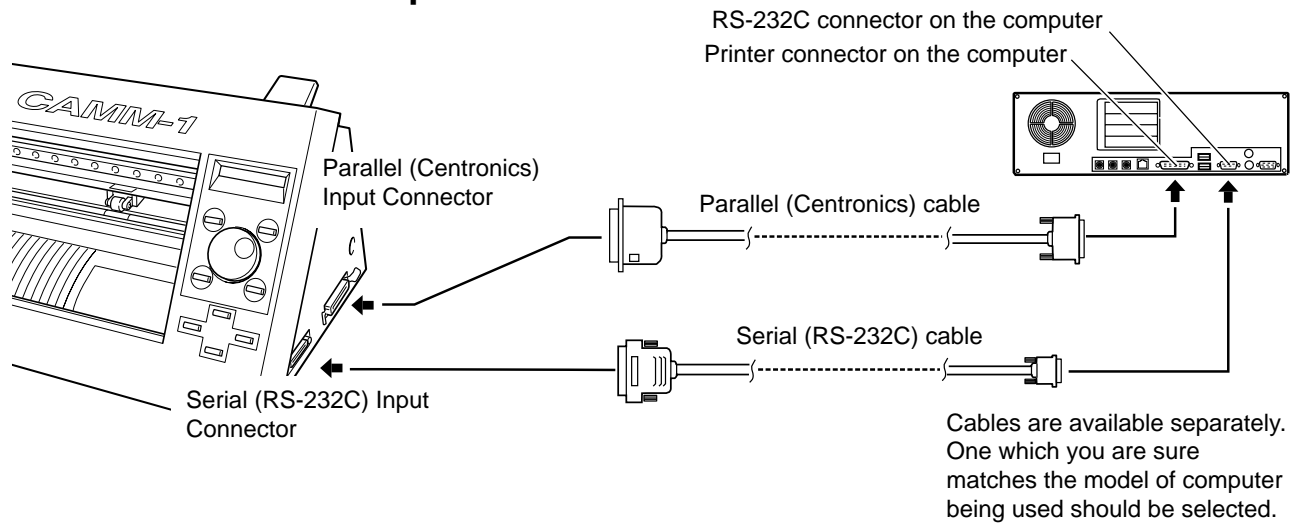 RS-232C connector on the computer
Printer connector on the computer
CAMM-1
Parallel (Centronics)
Input Connector
Parallel (Centronics) cable
Serial (RS-232C) cable
Serial (RS-232C) Input
Connector
Cables are available separately.
One which you are sure
matches the model of computer
being used should be selected.